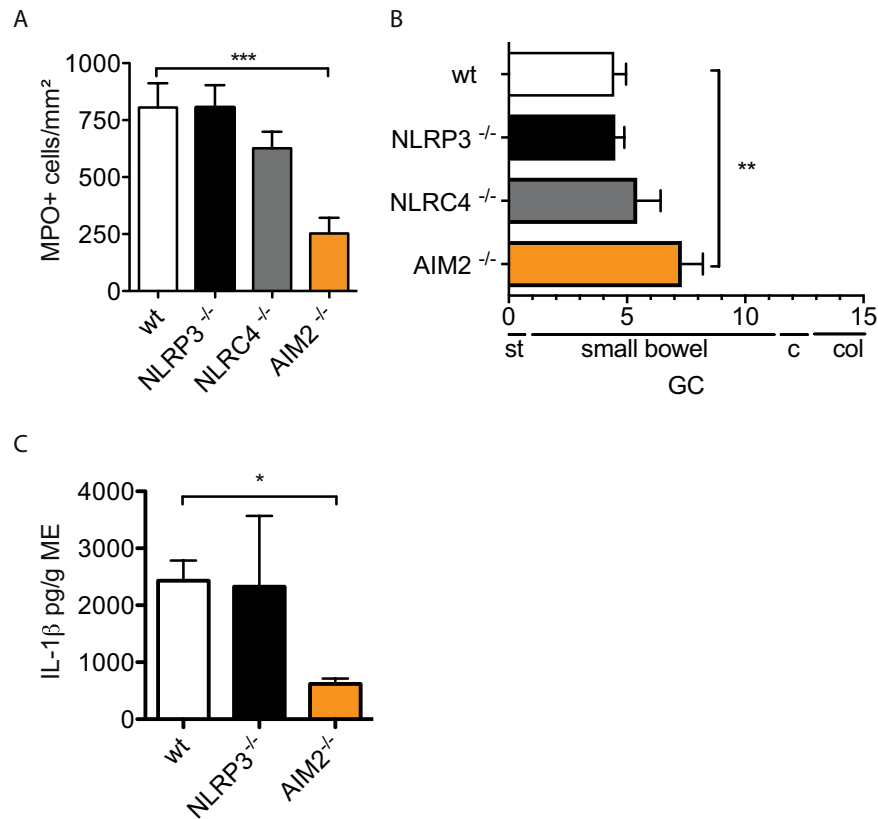 A
MPO+ cells/mm²
1000
750
500
250
0
***
wt
NLRP3 -/-
NLRC4 -/-
AIM2 -/-
B
wt
NLRP3 -/-
NLRC4 -/-
AIM2 -/-
**
0 5 10 15
st small bowel c col
GC
C
IL-1β pg/g ME
4000
3000
2000
1000
0
*
wt
NLRP3-/-
AIM2-/-